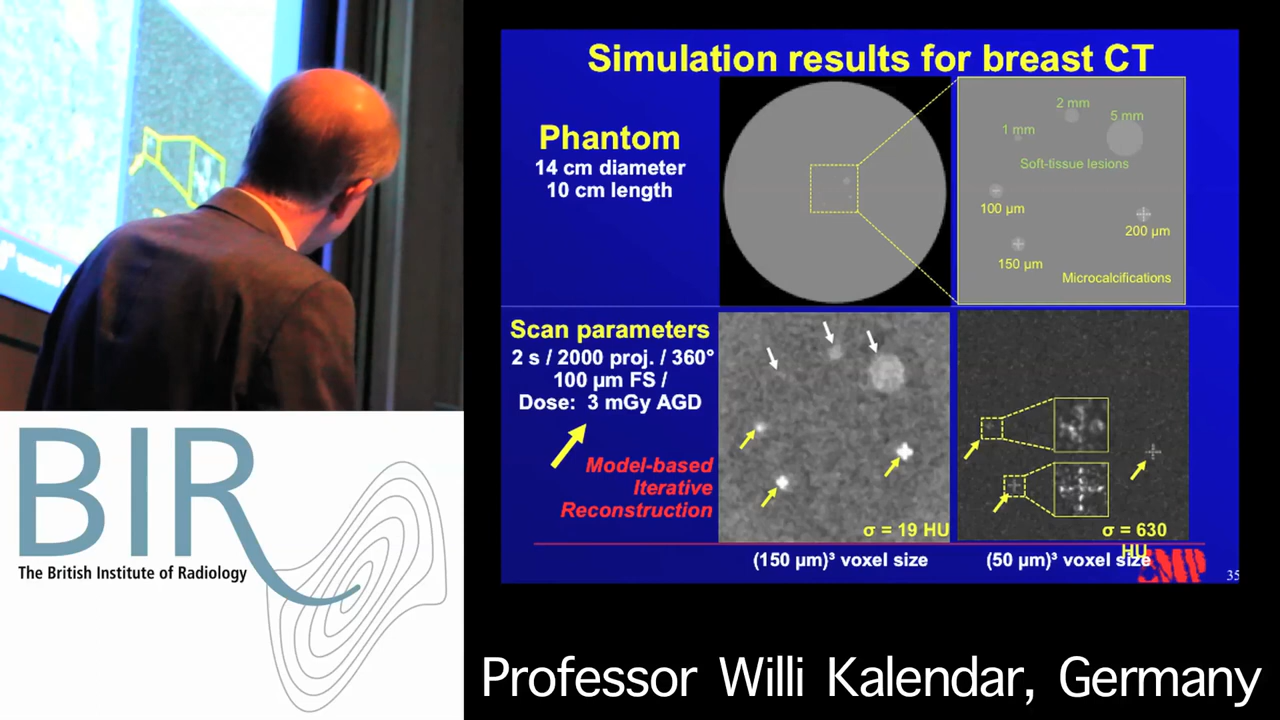 Simulation results for breast CT
Phantom
14 cm diameter
10 cm length
2 mm
5 mm
1 mm
Soft-tissue lesions
100 µm
200 µm
150 µm
Microcalcifications
Scan parameters
2 s / 2000 proj. / 360°
100 µm FS /
Dose: 3 mGy AGD
Model-based
Iterative
Reconstruction
σ = 19 HU
σ = 630
HU
(150 µm)³ voxel size
(50 µm)³ voxel size
35
BIR
The British Institute of Radiology
Professor Willi Kalendar, Germany